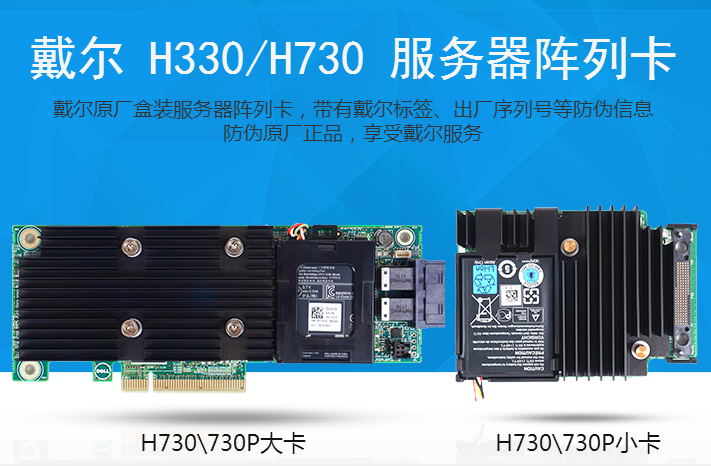 戴尔 H330/H730 服务器阵列卡
戴尔原厂盒装服务器阵列卡，带有戴尔标签、出厂序列号等防伪信息
防伪原厂正品，享受戴尔服务
DELL
Li-ion
H730\730P大卡
H730\730P小卡